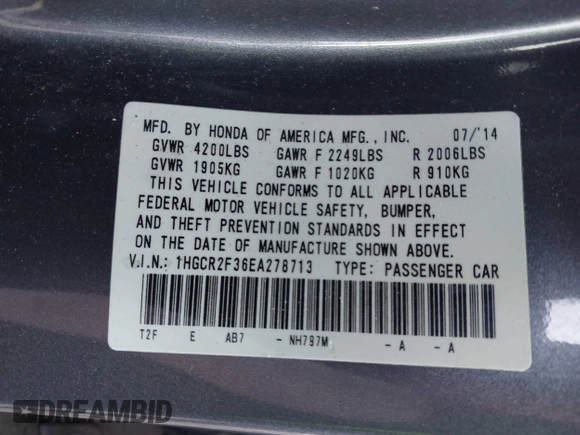 MFD. BY HONDA OF AMERICA MFG., INC. 07/'14
GVWR 4200LBS GAWR F 2249LBS R 2006LBS
GVWR 1905KG GAWR F 1020KG R 910KG
THIS VEHICLE CONFORMS TO ALL APPLICABLE
FEDERAL MOTOR VEHICLE SAFETY, BUMPER,
AND THEFT PREVENTION STANDARDS IN EFFECT
ON THE DATE OF MANUFACTURE SHOWN ABOVE.
V.I.N.: 1HGCR2F36EA278713 TYPE: PASSENGER CAR
T2F E AB7 - NH797M - A - A
DREAMBID